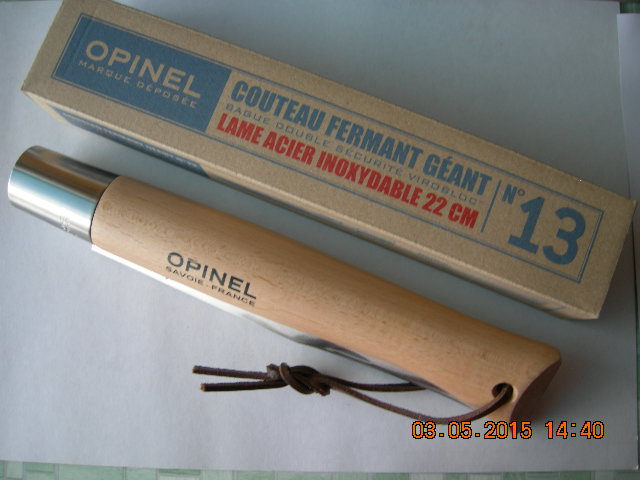 OPINEL
MARQUE DÉPOSÉE
COUTEAU FERMANT GÉANT
BAGUE DOUBLE SÉCURITÉ VIROBLOC
LAME ACIER INOXYDABLE 22 CM
N° 13
OPINEL
SAVOIE - FRANCE
03.05.2015 14:40